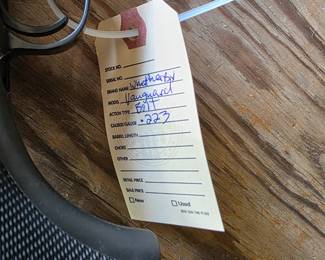 STOCK NO.
SERIAL NO.
BRAND NAME Weatherby
MODEL Vanguard
ACTION TYPE Bolt
CALIBER/GAUGE .223
BARREL LENGTH
CHOKE
OTHER
RETAIL PRICE
SALE PRICE
New Used